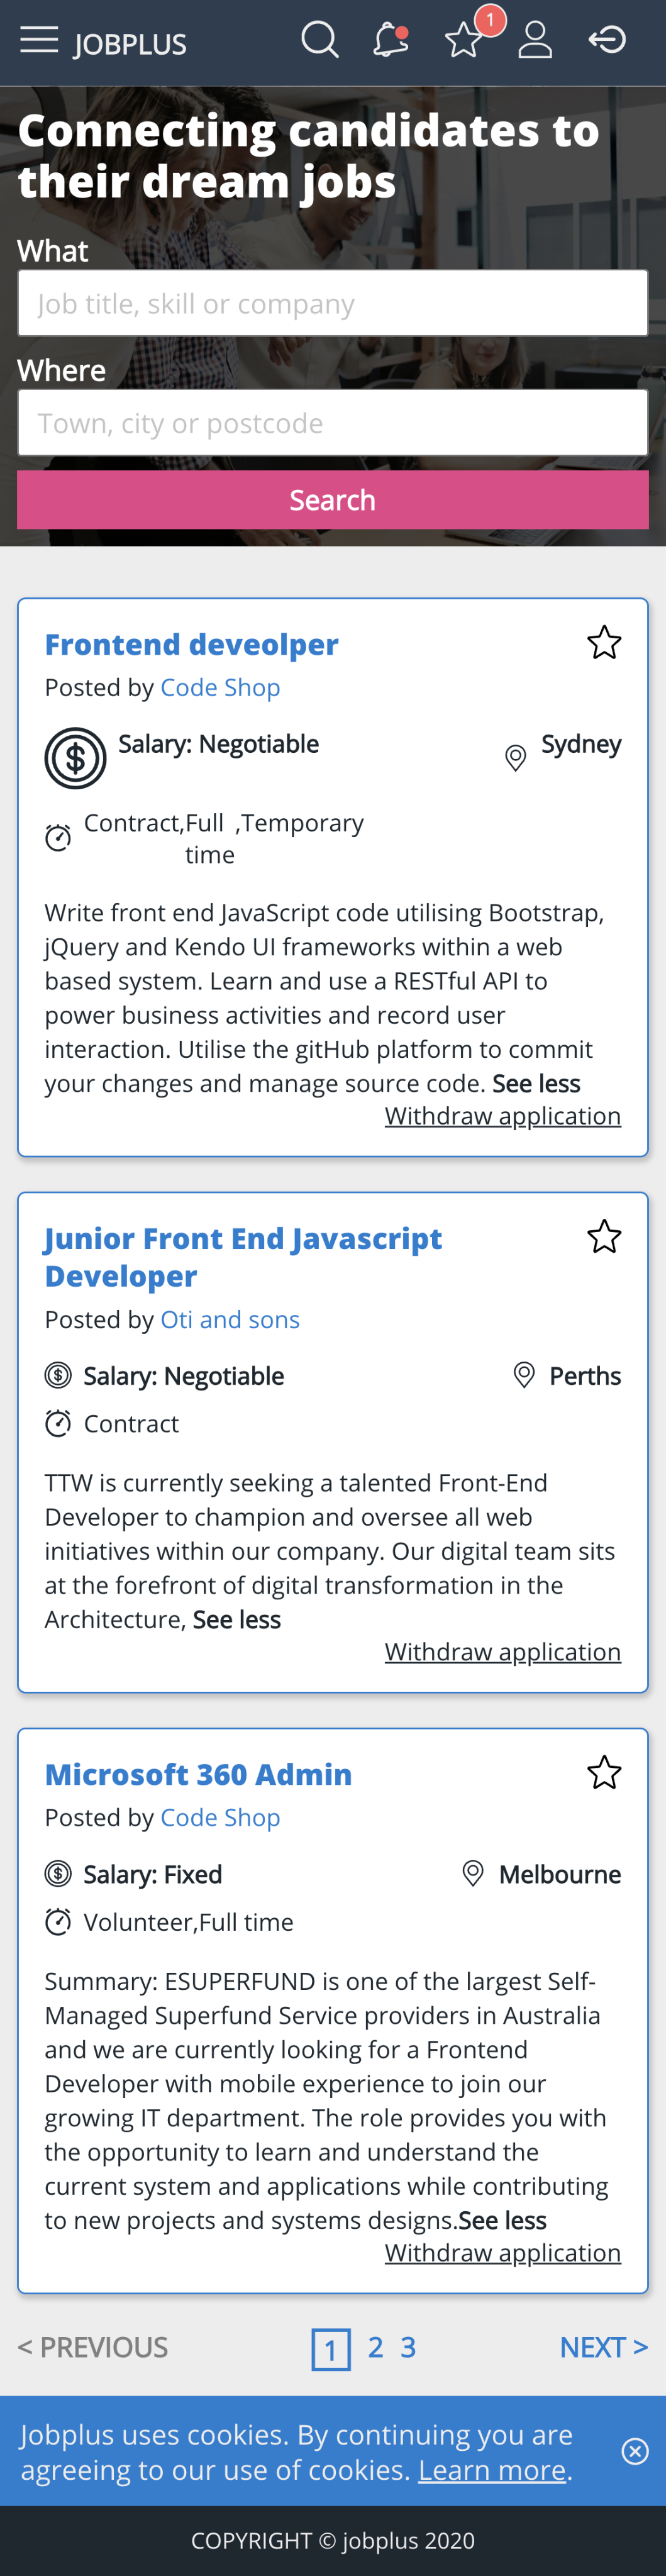 JOBPLUS
1
Connecting candidates to
their dream jobs
What
Job title, skill or company
Where
Town, city or postcode
Search
Frontend deveolper
Posted by Code Shop
Salary: Negotiable
Sydney
Contract,Full ,Temporary
time
Write front end JavaScript code utilising Bootstrap,
jQuery and Kendo UI frameworks within a web
based system. Learn and use a RESTful API to
power business activities and record user
interaction. Utilise the gitHub platform to commit
your changes and manage source code. See less
Withdraw application
Junior Front End Javascript
Developer
Posted by Oti and sons
Salary: Negotiable
Perths
Contract
TTW is currently seeking a talented Front-End
Developer to champion and oversee all web
initiatives within our company. Our digital team sits
at the forefront of digital transformation in the
Architecture, See less
Withdraw application
Microsoft 360 Admin
Posted by Code Shop
Salary: Fixed
Melbourne
Volunteer,Full time
Summary: ESUPERFUND is one of the largest Self-
Managed Superfund Service providers in Australia
and we are currently looking for a Frontend
Developer with mobile experience to join our
growing IT department. The role provides you with
the opportunity to learn and understand the
current system and applications while contributing
to new projects and systems designs.See less
Withdraw application
< PREVIOUS 1 2 3 NEXT >
Jobplus uses cookies. By continuing you are
agreeing to our use of cookies. Learn more.
COPYRIGHT © jobplus 2020